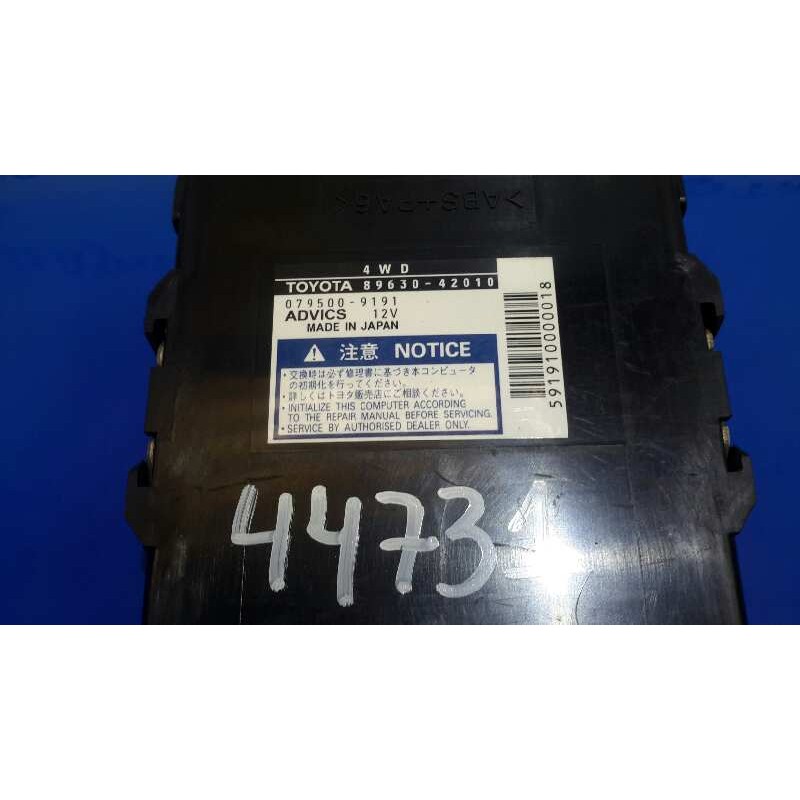 >ABS+PA6<
4WD
TOYOTA 89630-42010
079500-9191
ADVICS 12V
MADE IN JAPAN
注意 NOTICE
・交換時は必ず修理書に基づき本コンピュータ
の初期化を行ってください。
・詳しくはトヨタ販売店にご相談ください。
・INITIALIZE THIS COMPUTER ACCORDING
TO THE REPAIR MANUAL BEFORE SERVICING.
・SERVICE BY AUTHORISED DEALER ONLY.
591910000018
44731